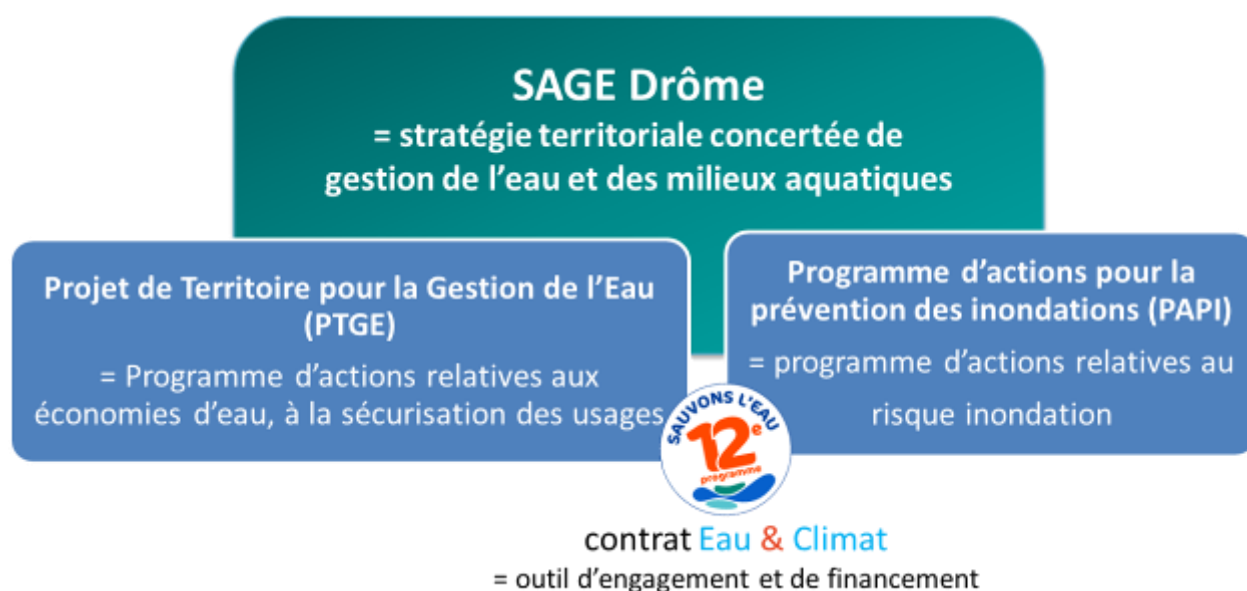 SAGE Drôme
= stratégie territoriale concertée de
gestion de l’eau et des milieux aquatiques
Projet de Territoire pour la Gestion de l’Eau
(PTGE)
= Programme d’actions relatives aux
économies d’eau, à la sécurisation des usages
Programme d’actions pour la
prévention des inondations (PAPI)
= programme d’actions relatives au
risque inondation
SAUVONS L'EAU
12e
programme
contrat Eau & Climat
= outil d’engagement et de financement